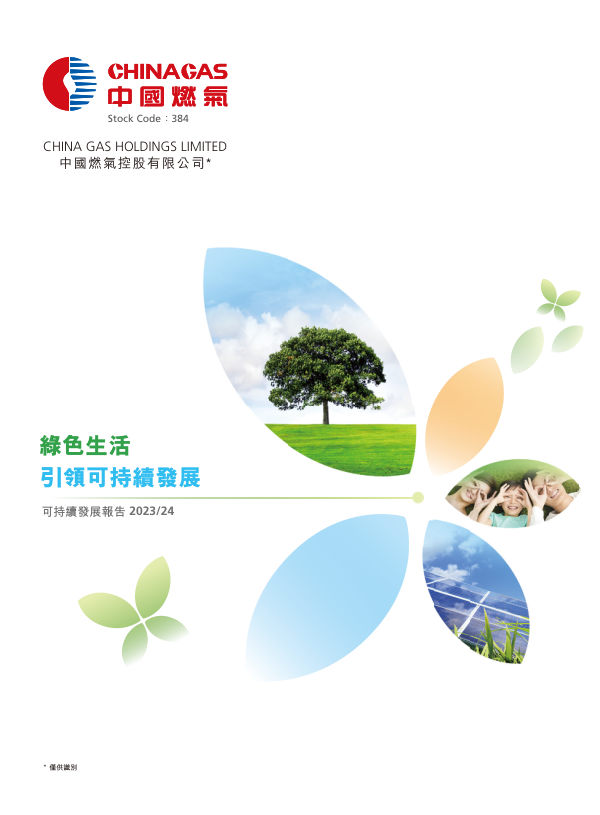 CHINAGAS
中國燃氣
Stock Code：384
CHINA GAS HOLDINGS LIMITED
中國燃氣控股有限公司*
綠色生活
引領可持續發展
可持續發展報告 2023/24
* 僅供識別